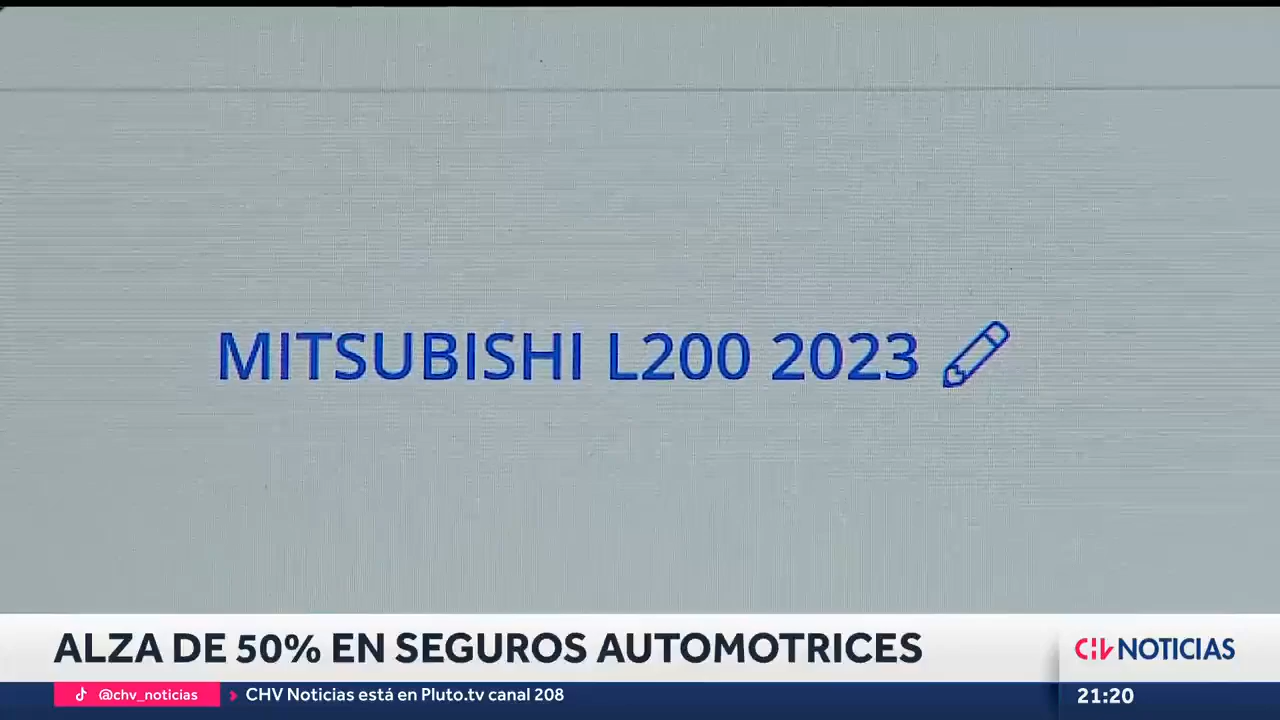 MITSUBISHI L200 2023
ALZA DE 50% EN SEGUROS AUTOMOTRICES
CHV NOTICIAS
@chv_noticias
CHV Noticias está en Pluto.tv canal 208
21:20